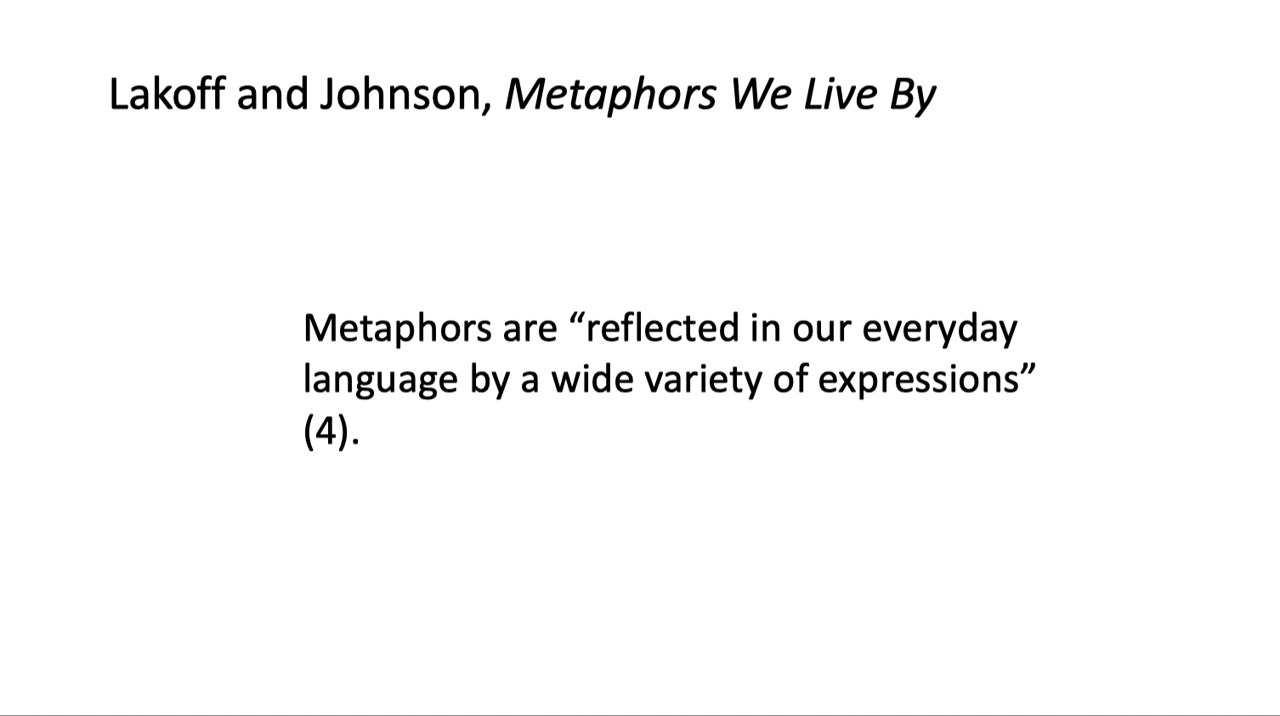 Lakoff and Johnson, Metaphors We Live By
Metaphors are “reflected in our everyday
language by a wide variety of expressions”
(4).